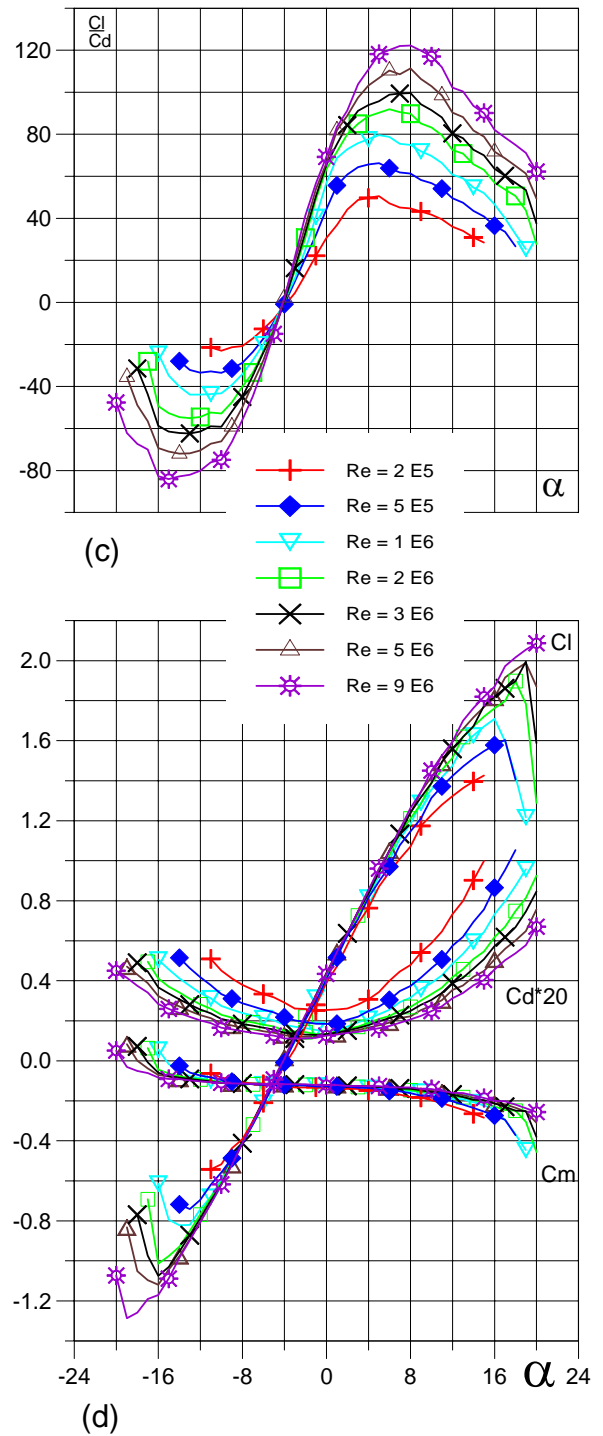 Cl
Cd
120
80
40
0
-40
-80
α
(c)
Re = 2 E5
Re = 5 E5
Re = 1 E6
Re = 2 E6
Re = 3 E6
Re = 5 E6
Re = 9 E6
Cl
2.0
1.6
1.2
0.8
0.4
Cd*20
0.0
-0.4
Cm
-0.8
-1.2
-24 -16 -8 0 8 16 α 24
(d)